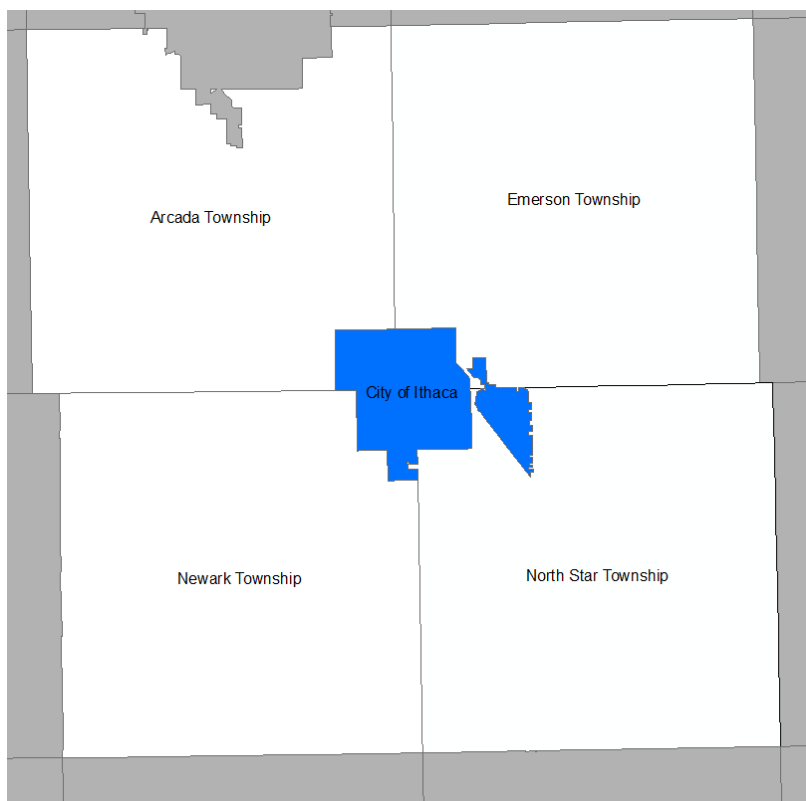 Emerson Township
Arcada Township
City of Ithaca
Newark Township
North Star Township